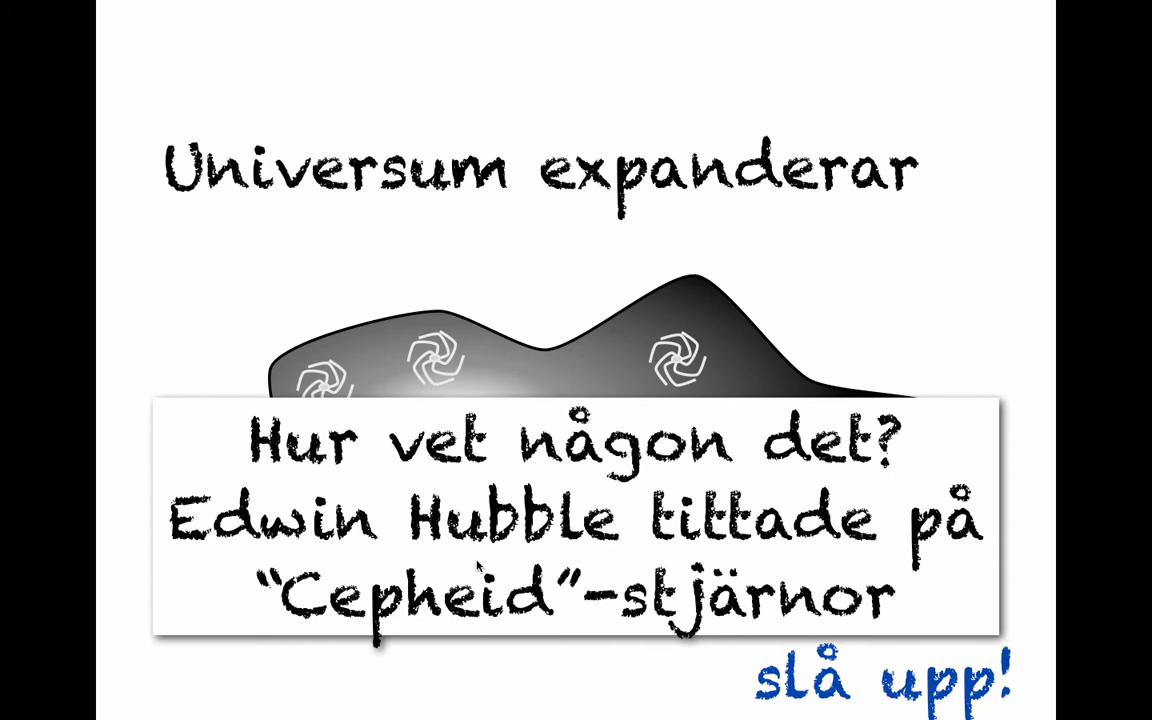 Universum expanderar
Hur vet någon det?
Edwin Hubble tittade på
“Cepheid”-stjärnor
slå upp!